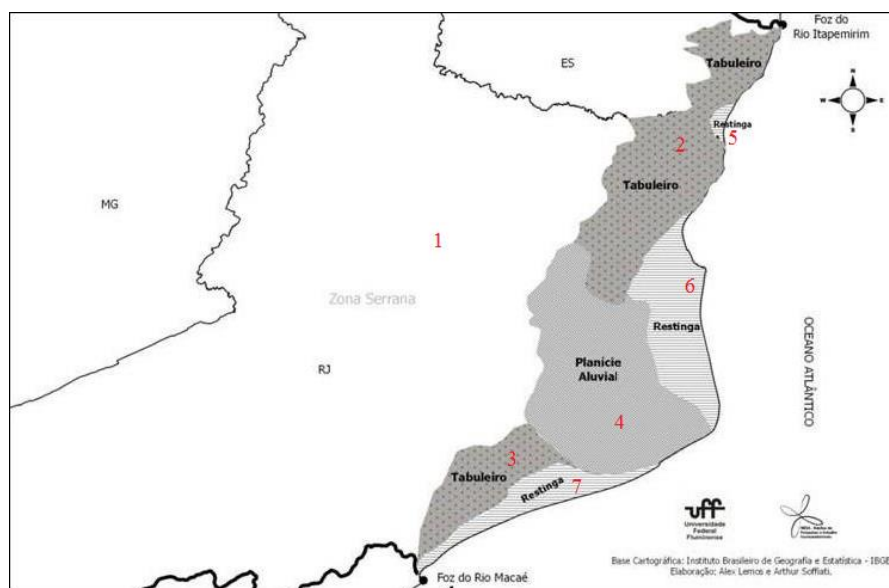 Foz do
Rio Itapemirim
ES
Tabuleiro
N
W
E
S
Restinga
5
2
Tabuleiro
MG
1
6
Zona Serrana
Restinga
OCEANO ATLÂNTICO
RJ
Planície
Aluvial
4
3
Tabuleiro
Restinga
7
uff
Universidade
Federal
Fluminense
Foz do Rio Macaé
Base Cartográfica: Instituto Brasileiro de Geografia e Estatística - IBGE
Elaboração: Alex Lemos e Arthur Soffiati.